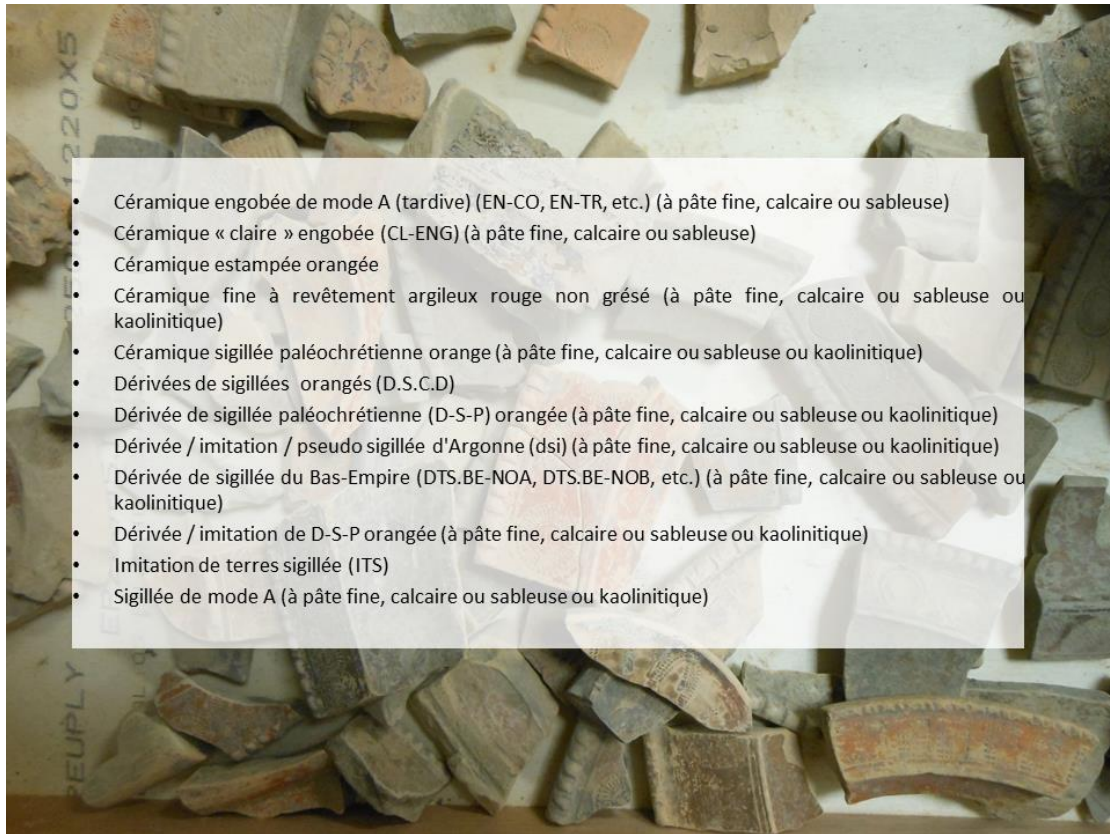 • Céramique engobée de mode A (tardive) (EN-CO, EN-TR, etc.) (à pâte fine, calcaire ou sableuse)
• Céramique « claire » engobée (CL-ENG) (à pâte fine, calcaire ou sableuse)
• Céramique estampée orangée
• Céramique fine à revêtement argileux rouge non grésé (à pâte fine, calcaire ou sableuse ou
kaolinitique)
• Céramique sigillée paléochrétienne orange (à pâte fine, calcaire ou sableuse ou kaolinitique)
• Dérivées de sigillées orangés (D.S.C.D)
• Dérivée de sigillée paléochrétienne (D-S-P) orangée (à pâte fine, calcaire ou sableuse ou kaolinitique)
• Dérivée / imitation / pseudo sigillée d'Argonne (dsi) (à pâte fine, calcaire ou sableuse ou kaolinitique)
• Dérivée de sigillée du Bas-Empire (DTS.BE-NOA, DTS.BE-NOB, etc.) (à pâte fine, calcaire ou sableuse ou
kaolinitique)
• Dérivée / imitation de D-S-P orangée (à pâte fine, calcaire ou sableuse ou kaolinitique)
• Imitation de terres sigillée (ITS)
• Sigillée de mode A (à pâte fine, calcaire ou sableuse ou kaolinitique)
1220X5
PEUPLY